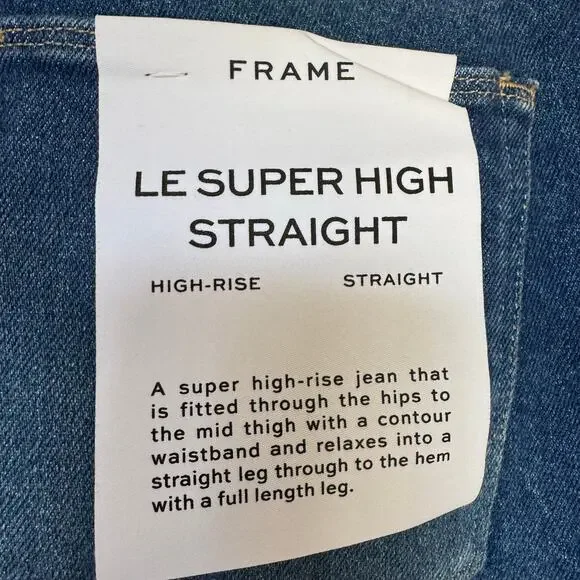 FRAME
LE SUPER HIGH
STRAIGHT
HIGH-RISE STRAIGHT
A super high-rise jean that
is fitted through the hips to
the mid thigh with a contour
waistband and relaxes into a
straight leg through to the hem
with a full length leg.